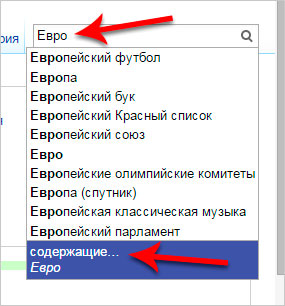 рия
Евро
Европейский футбол
Европа
Европейский бук
Европейский Красный список
Европейский союз
Евро
Европейские олимпийские комитеты
Европа (спутник)
Европейская классическая музыка
Европейский парламент
содержащие...
Евро